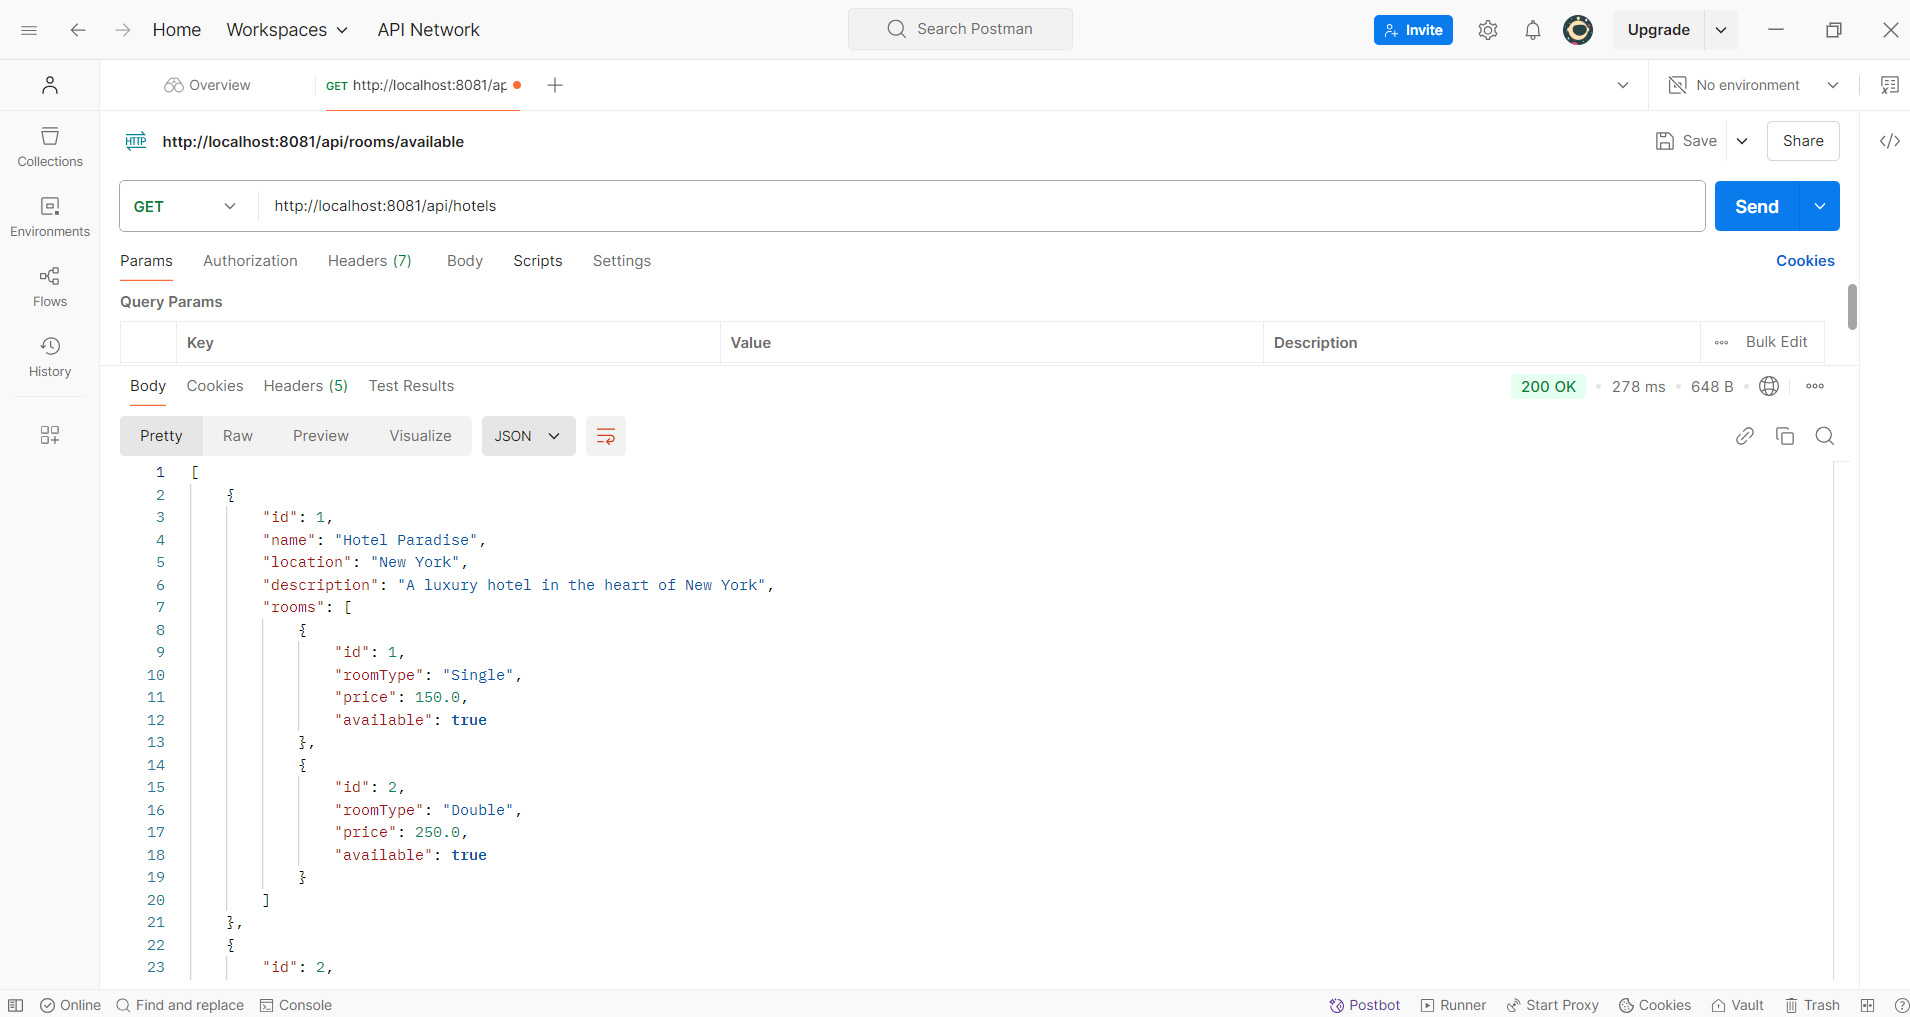 Home Workspaces API Network Search Postman Invite Upgrade
Overview GET http://localhost:8081/ap No environment
http://localhost:8081/api/rooms/available Save Share
HTTP
Collections
Environments
Flows
History
GET http://localhost:8081/api/hotels Send
Params Authorization Headers (7) Body Scripts Settings Cookies
Query Params
Key Value Description Bulk Edit
Body Cookies Headers (5) Test Results 200 OK 278 ms 648 B
Pretty Raw Preview Visualize JSON
1 [
2 {
3 "id": 1,
4 "name": "Hotel Paradise",
5 "location": "New York",
6 "description": "A luxury hotel in the heart of New York",
7 "rooms": [
8 {
9 "id": 1,
10 "roomType": "Single",
11 "price": 150.0,
12 "available": true
13 },
14 {
15 "id": 2,
16 "roomType": "Double",
17 "price": 250.0,
18 "available": true
19 }
20 ]
21 },
22 {
23 "id": 2,
Online Find and replace Console Postbot Runner Start Proxy Cookies Vault Trash